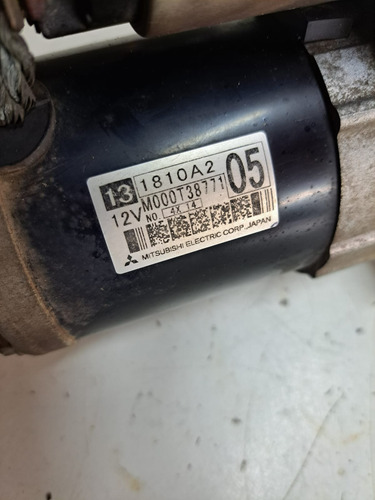 13 1810A2 05
12V M000T38771
NO. 4X 14
MITSUBISHI ELECTRIC CORP. JAPAN